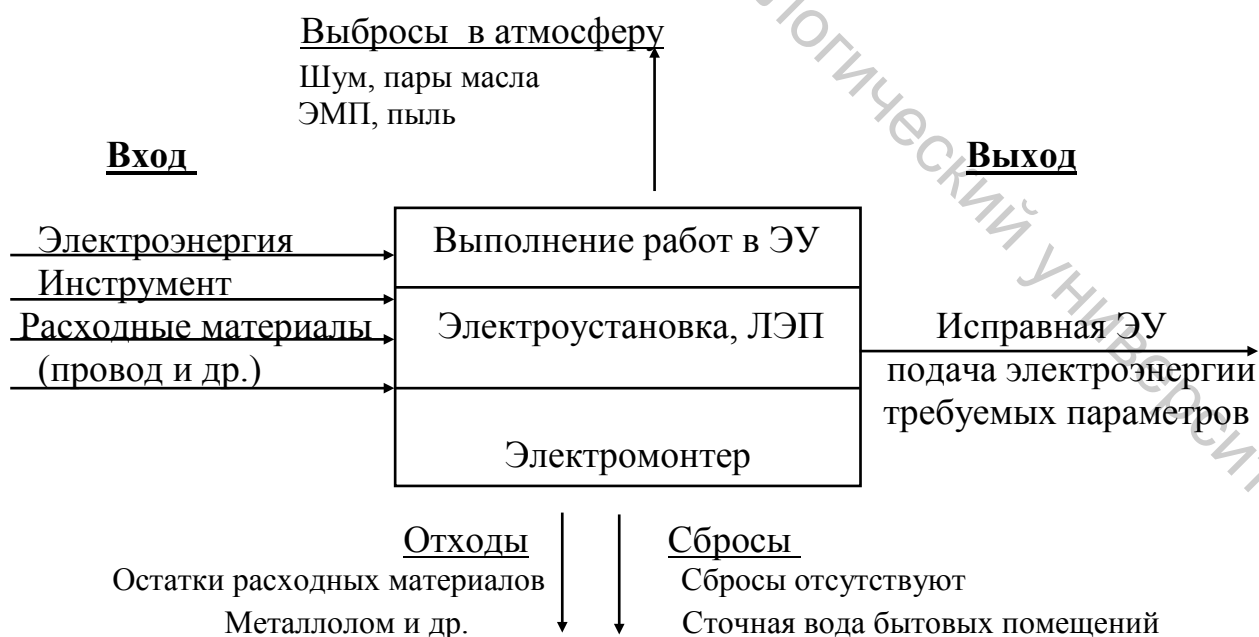 Выбросы в атмосферу
Шум, пары масла
ЭМП, пыль
Вход
Выход
Электроэнергия
Инструмент
Расходные материалы
(провод и др.)
Выполнение работ в ЭУ
Электроустановка, ЛЭП
Электромонтер
Исправная ЭУ
подача электроэнергии
требуемых параметров
Отходы
Остатки расходных материалов
Металлолом и др.
Сбросы
Сбросы отсутствуют
Сточная вода бытовых помещений